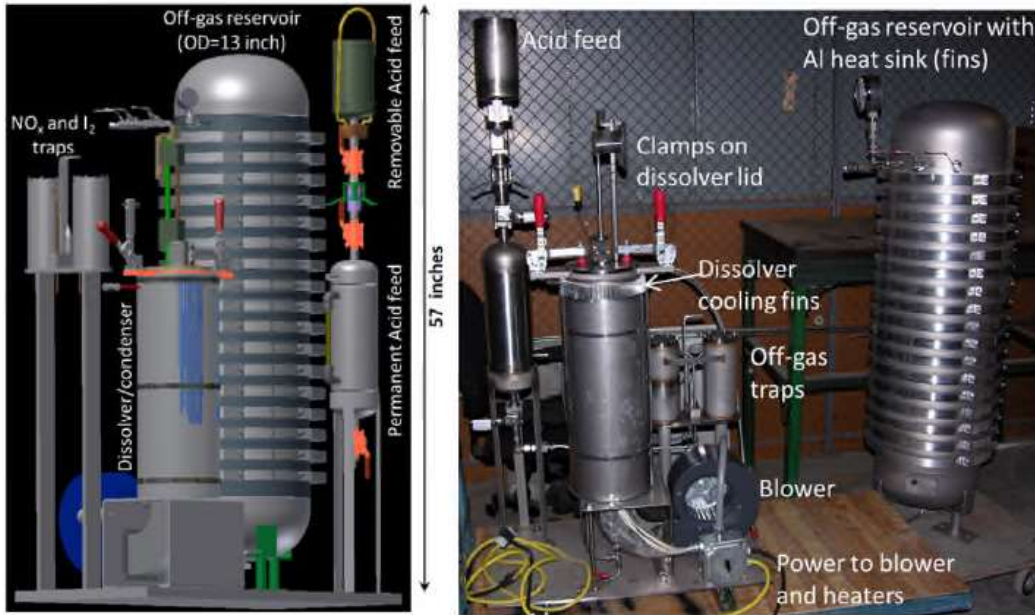 Off-gas reservoir
(OD=13 inch)
NOx and I2
traps
Removable Acid feed
Permanent Acid feed
Dissolver/condenser
57 inches
Acid feed
Off-gas reservoir with
Al heat sink (fins)
Clamps on
dissolver lid
Dissolver
cooling fins
Off-gas
traps
Blower
Power to blower
and heaters